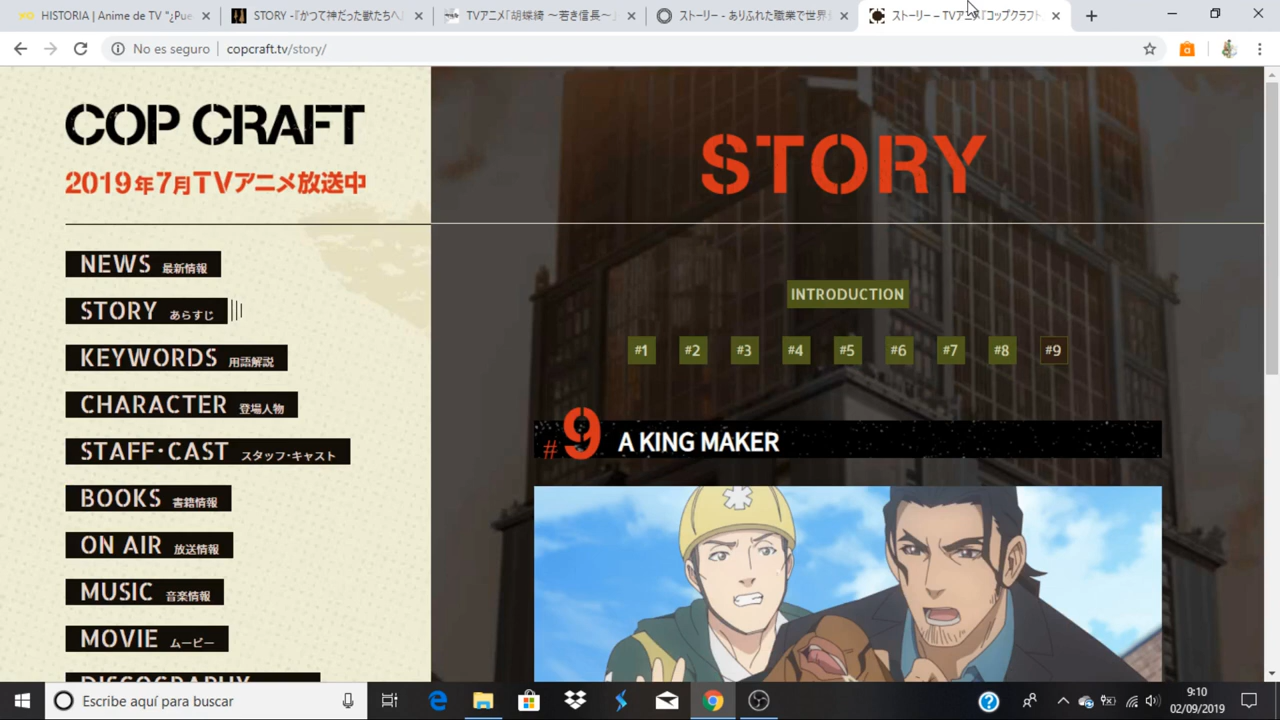 HISTORIA | Anime de TV "¿Pue
STORY -『かつて神だった獣たちへ』
TVアニメ「胡蝶綺 〜若き信長〜」
ストーリー - ありふれた職業で世界
ストーリー – TVアニメ『コップクラフト
No es seguro
copcraft.tv/story/
COP CRAFT
2019年7月TVアニメ放送中
NEWS 最新情報
STORY あらすじ
KEYWORDS 用語解説
CHARACTER 登場人物
STAFF･CAST スタッフ･キャスト
BOOKS 書籍情報
ON AIR 放送情報
MUSIC 音楽情報
MOVIE ムービー
DISCOGRAPHY
STORY
INTRODUCTION
#1 #2 #3 #4 #5 #6 #7 #8 #9
#9 A KING MAKER
Escribe aquí para buscar
9:10
02/09/2019